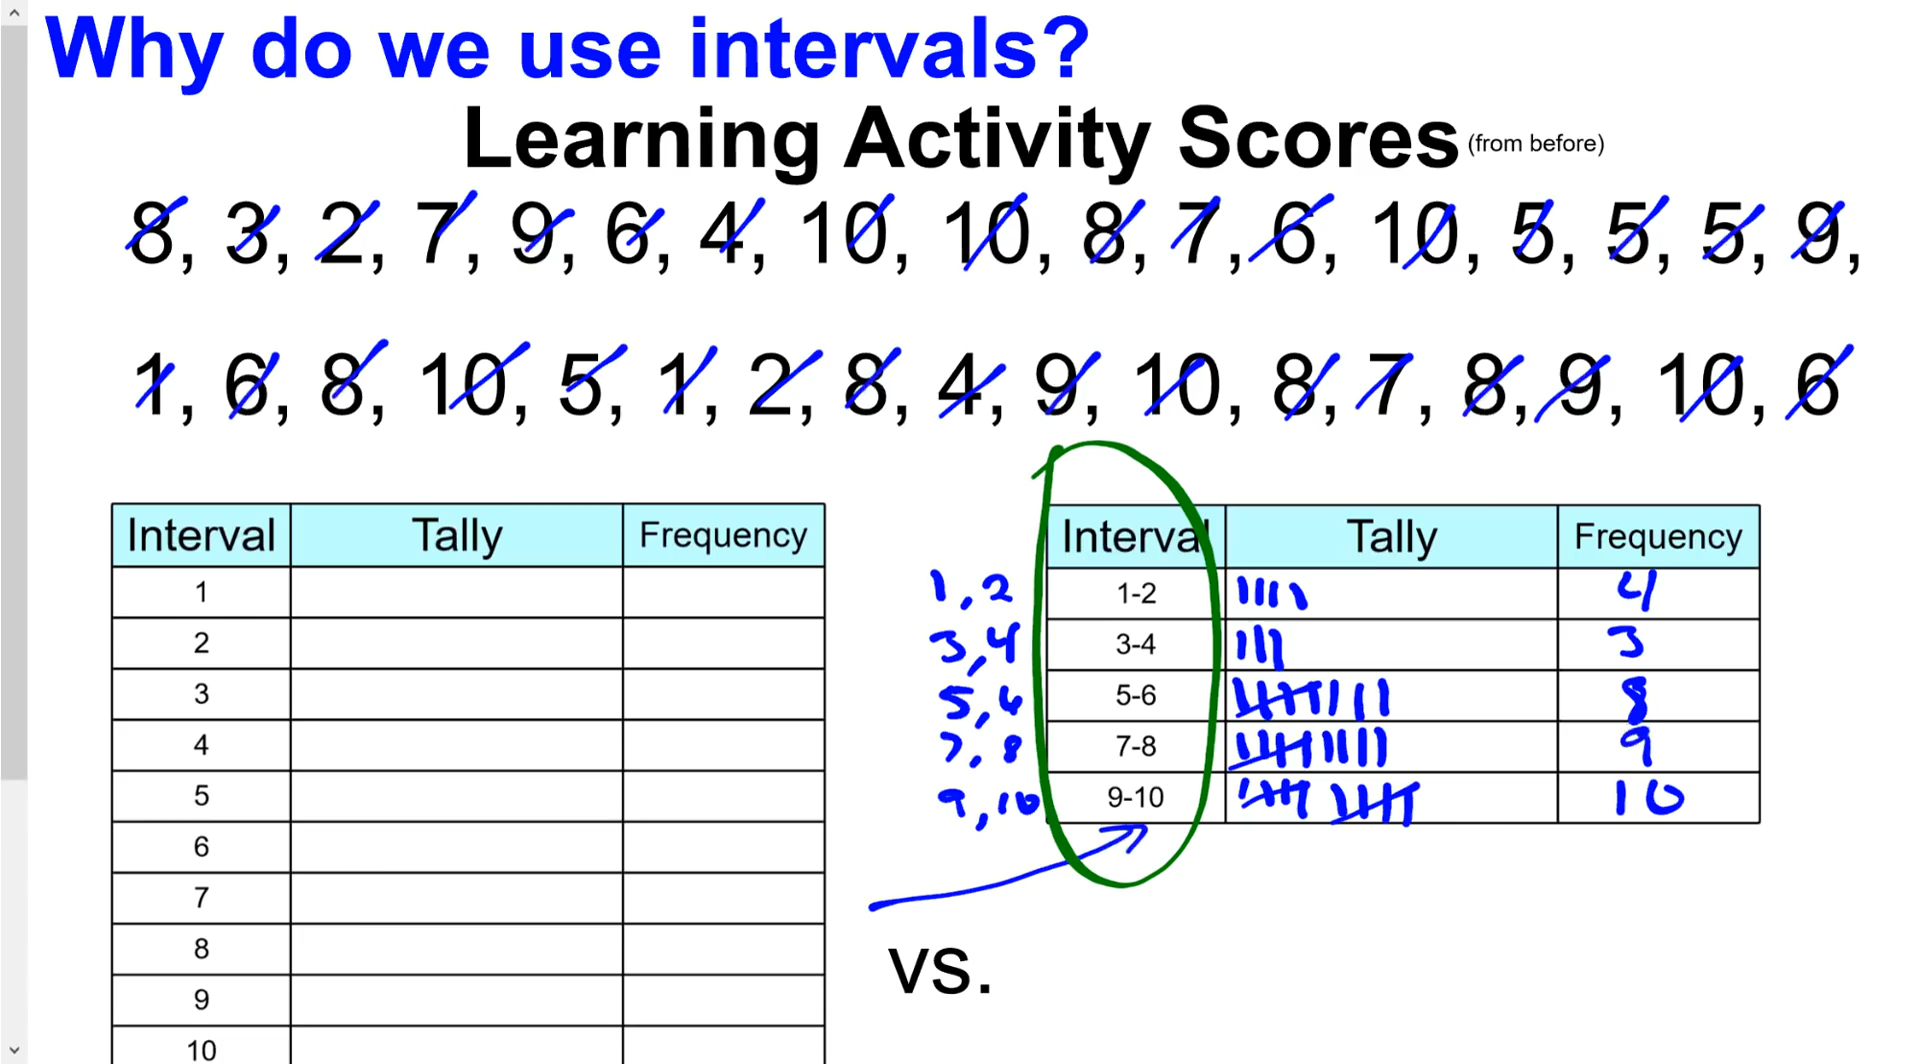 Why do we use intervals?
Learning Activity Scores (from before)
8, 3, 2, 7, 9, 6, 4, 10, 10, 8, 7, 6, 10, 5, 5, 5, 9,
1, 6, 8, 10, 5, 1, 2, 8, 4, 9, 10, 8, 7, 8, 9, 10, 6
Interval Tally Frequency
1
2
3
4
5
6
7
8
9
10
Interval Tally Frequency
1, 2 1-2 4
3, 4 3-4 3
5, 6 5-6 8
7, 8 7-8 9
9, 10 9-10 10
vs.